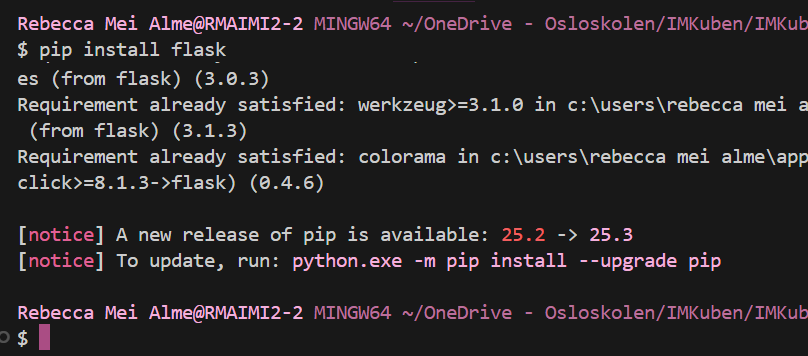 Rebecca Mei Alme@RMAIMI2-2 MINGW64 ~/OneDrive - Osloskolen/IMKuben/IMKub
$ pip install flask
es (from flask) (3.0.3)
Requirement already satisfied: werkzeug>=3.1.0 in c:\users\rebecca mei a
 (from flask) (3.1.3)
Requirement already satisfied: colorama in c:\users\rebecca mei alme\app
click>=8.1.3->flask) (0.4.6)
[notice] A new release of pip is available: 25.2 -> 25.3
[notice] To update, run: python.exe -m pip install --upgrade pip
Rebecca Mei Alme@RMAIMI2-2 MINGW64 ~/OneDrive - Osloskolen/IMKuben/IMKub
$